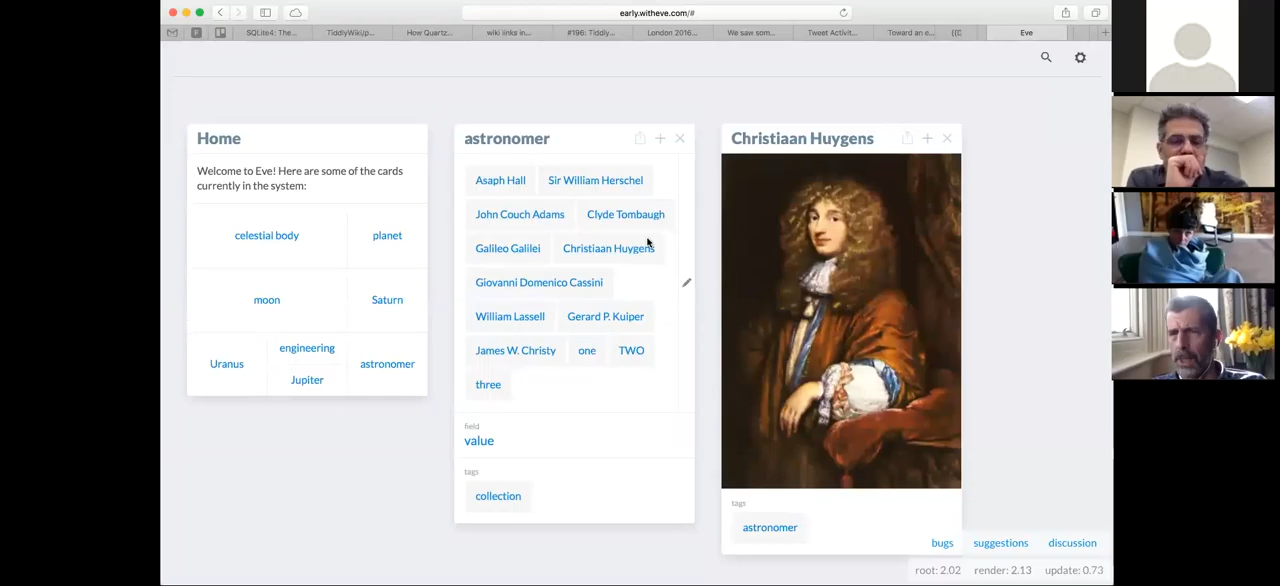 early.witheve.com/#
SQLite4: The...
TiddlyWiki/p...
How Quartz...
wiki links in...
#196: Tiddly...
London 2016...
We saw som...
Tweet Activit...
Toward an e...
Eve
Home
Welcome to Eve! Here are some of the cards
currently in the system:
celestial body
planet
moon
Saturn
Uranus
engineering
Jupiter
astronomer
astronomer
Asaph Hall
Sir William Herschel
John Couch Adams
Clyde Tombaugh
Galileo Galilei
Christiaan Huygens
Giovanni Domenico Cassini
William Lassell
Gerard P. Kuiper
James W. Christy
one
TWO
three
field
value
tags
collection
Christiaan Huygens
tags
astronomer
bugs
suggestions
discussion
root: 2.02
render: 2.13
update: 0.73